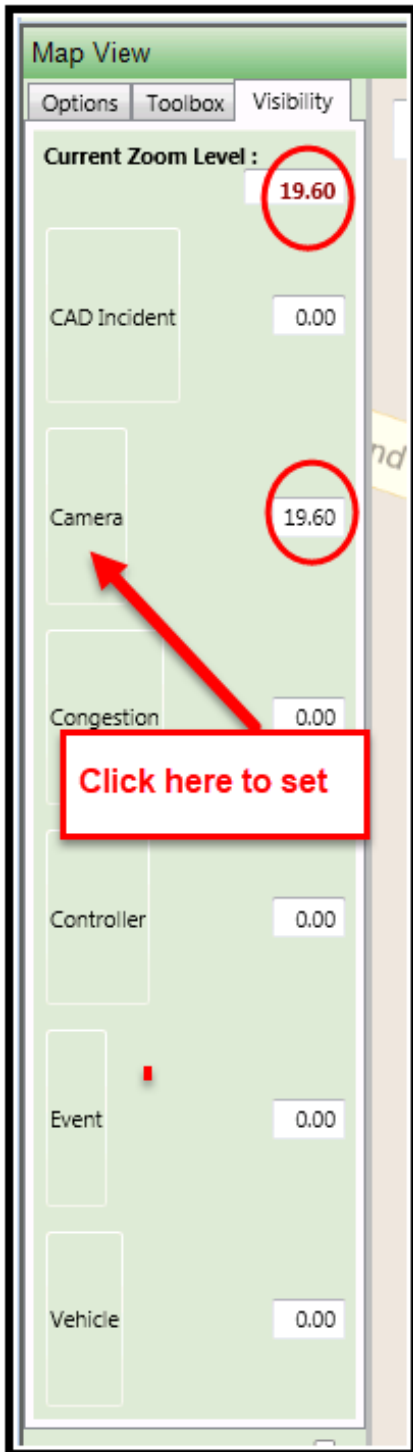 Map View
Options Toolbox Visibility
Current Zoom Level :
19.60
CAD Incident 0.00
nd
Camera 19.60
Congestion 0.00
Click here to set
Controller 0.00
Event 0.00
Vehicle 0.00